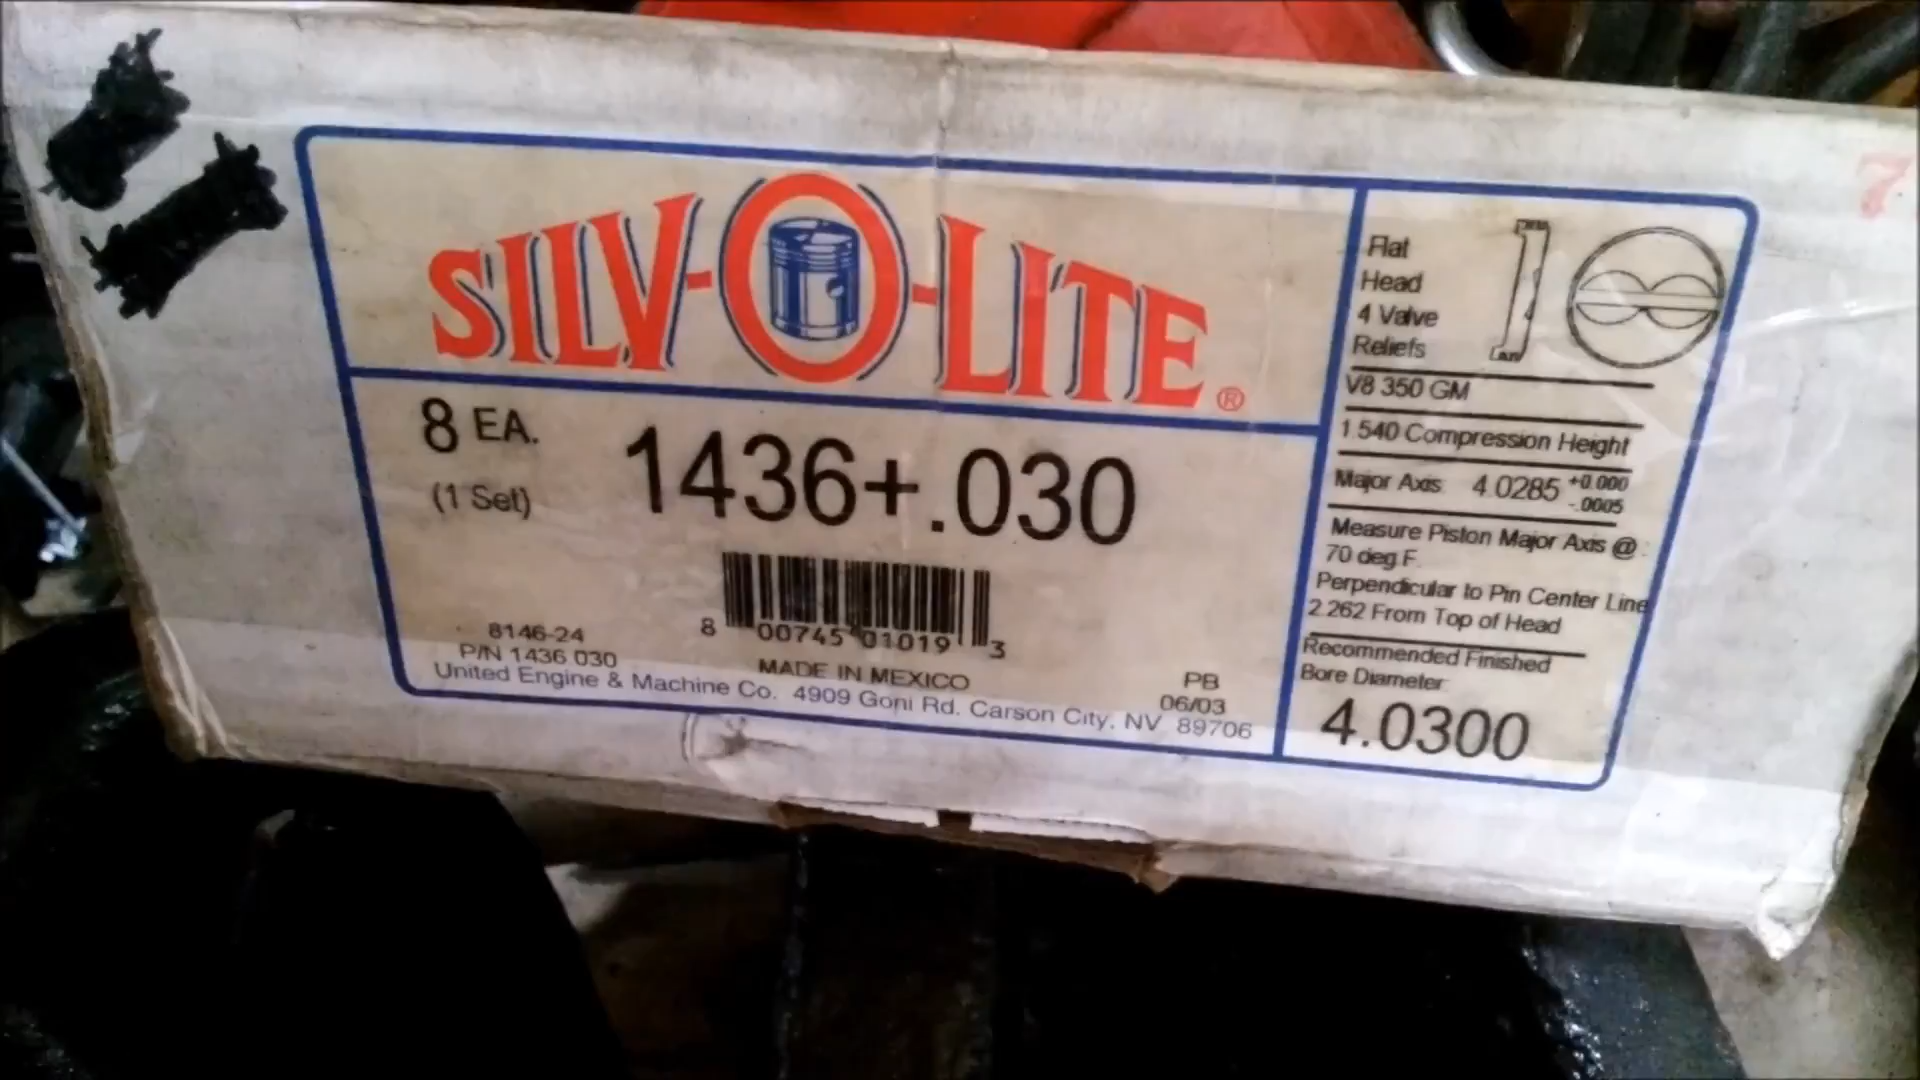 SILV-O-LITE®
8 EA.
(1 Set)
1436+.030
8 00745 01019 3
8146-24
P/N 1436 030
MADE IN MEXICO
PB
06/03
United Engine & Machine Co. 4909 Goni Rd. Carson City, NV 89706
Flat
Head
4 Valve
Reliefs
V8 350 GM
1.540 Compression Height
Major Axis: 4.0285 +0.000
-.0005
Measure Piston Major Axis @ :
70 deg F.
Perpendicular to Pin Center Line
2.262 From Top of Head
Recommended Finished
Bore Diameter:
4.0300
7